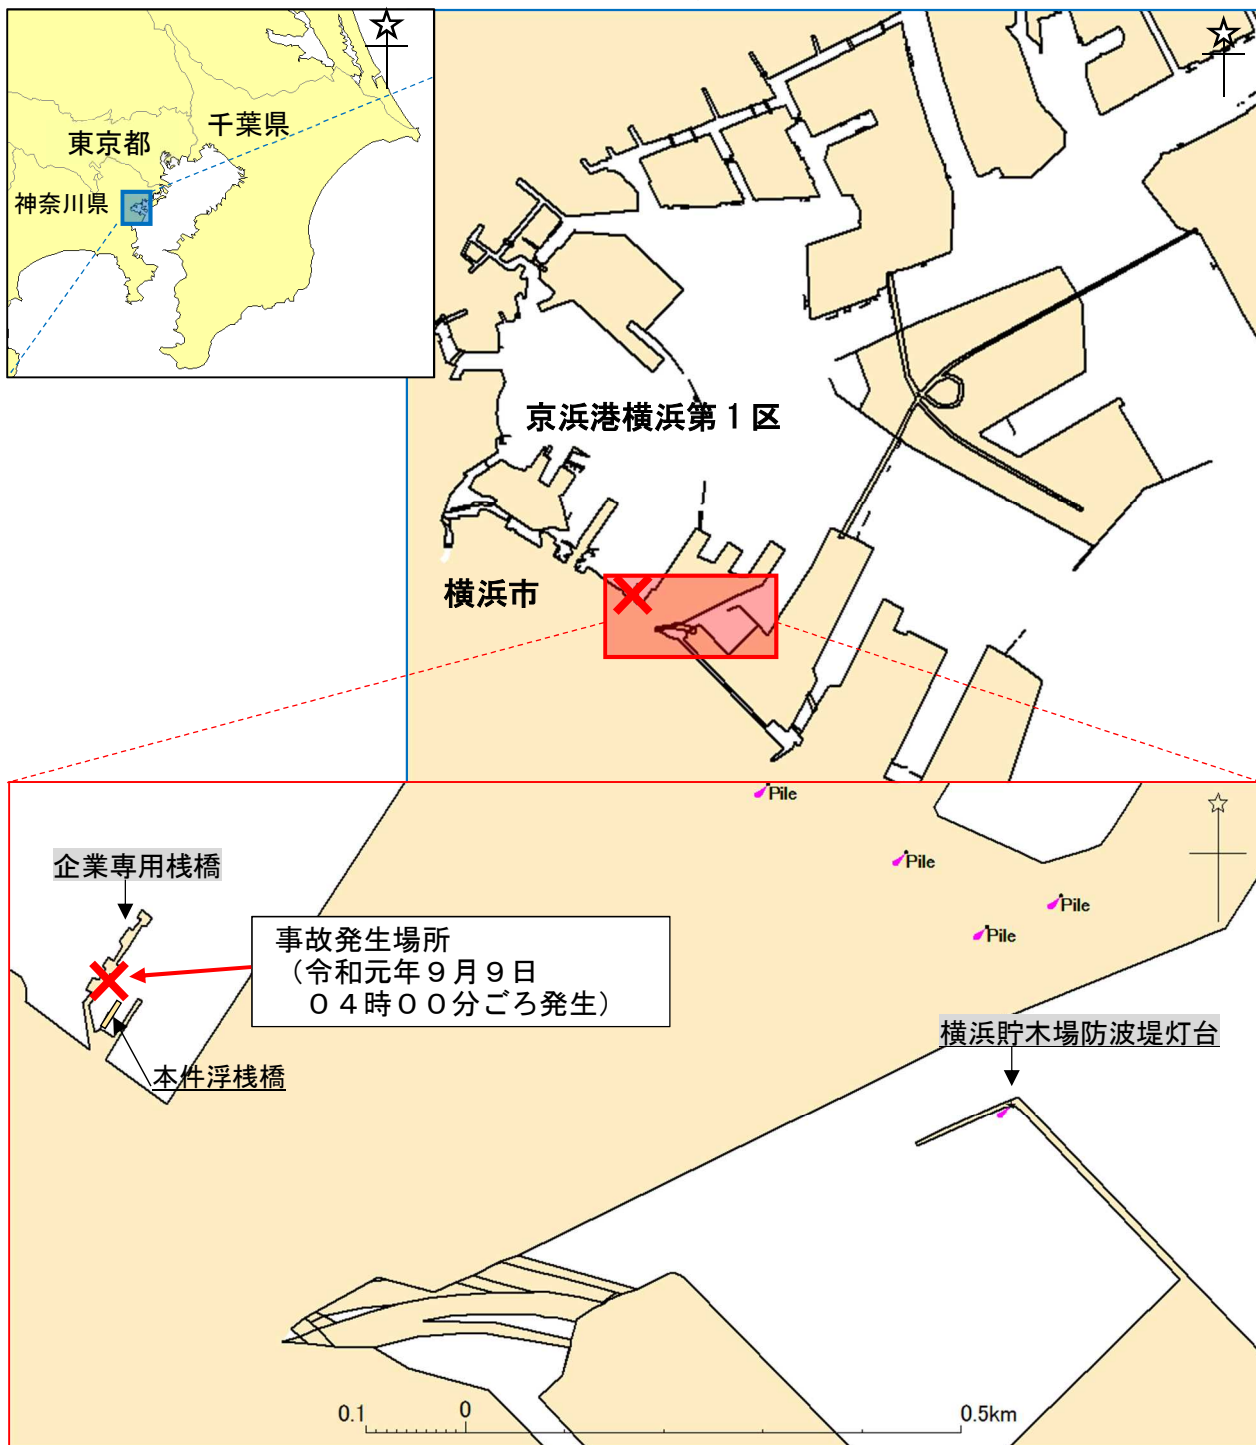 千葉県
東京都
神奈川県
京浜港横浜第1区
横浜市
Pile
Pile
Pile
Pile
企業専用桟橋
事故発生場所
（令和元年９月９日
０４時００分ごろ発生）
本件浮桟橋
横浜貯木場防波堤灯台
0.1 0 0.5km